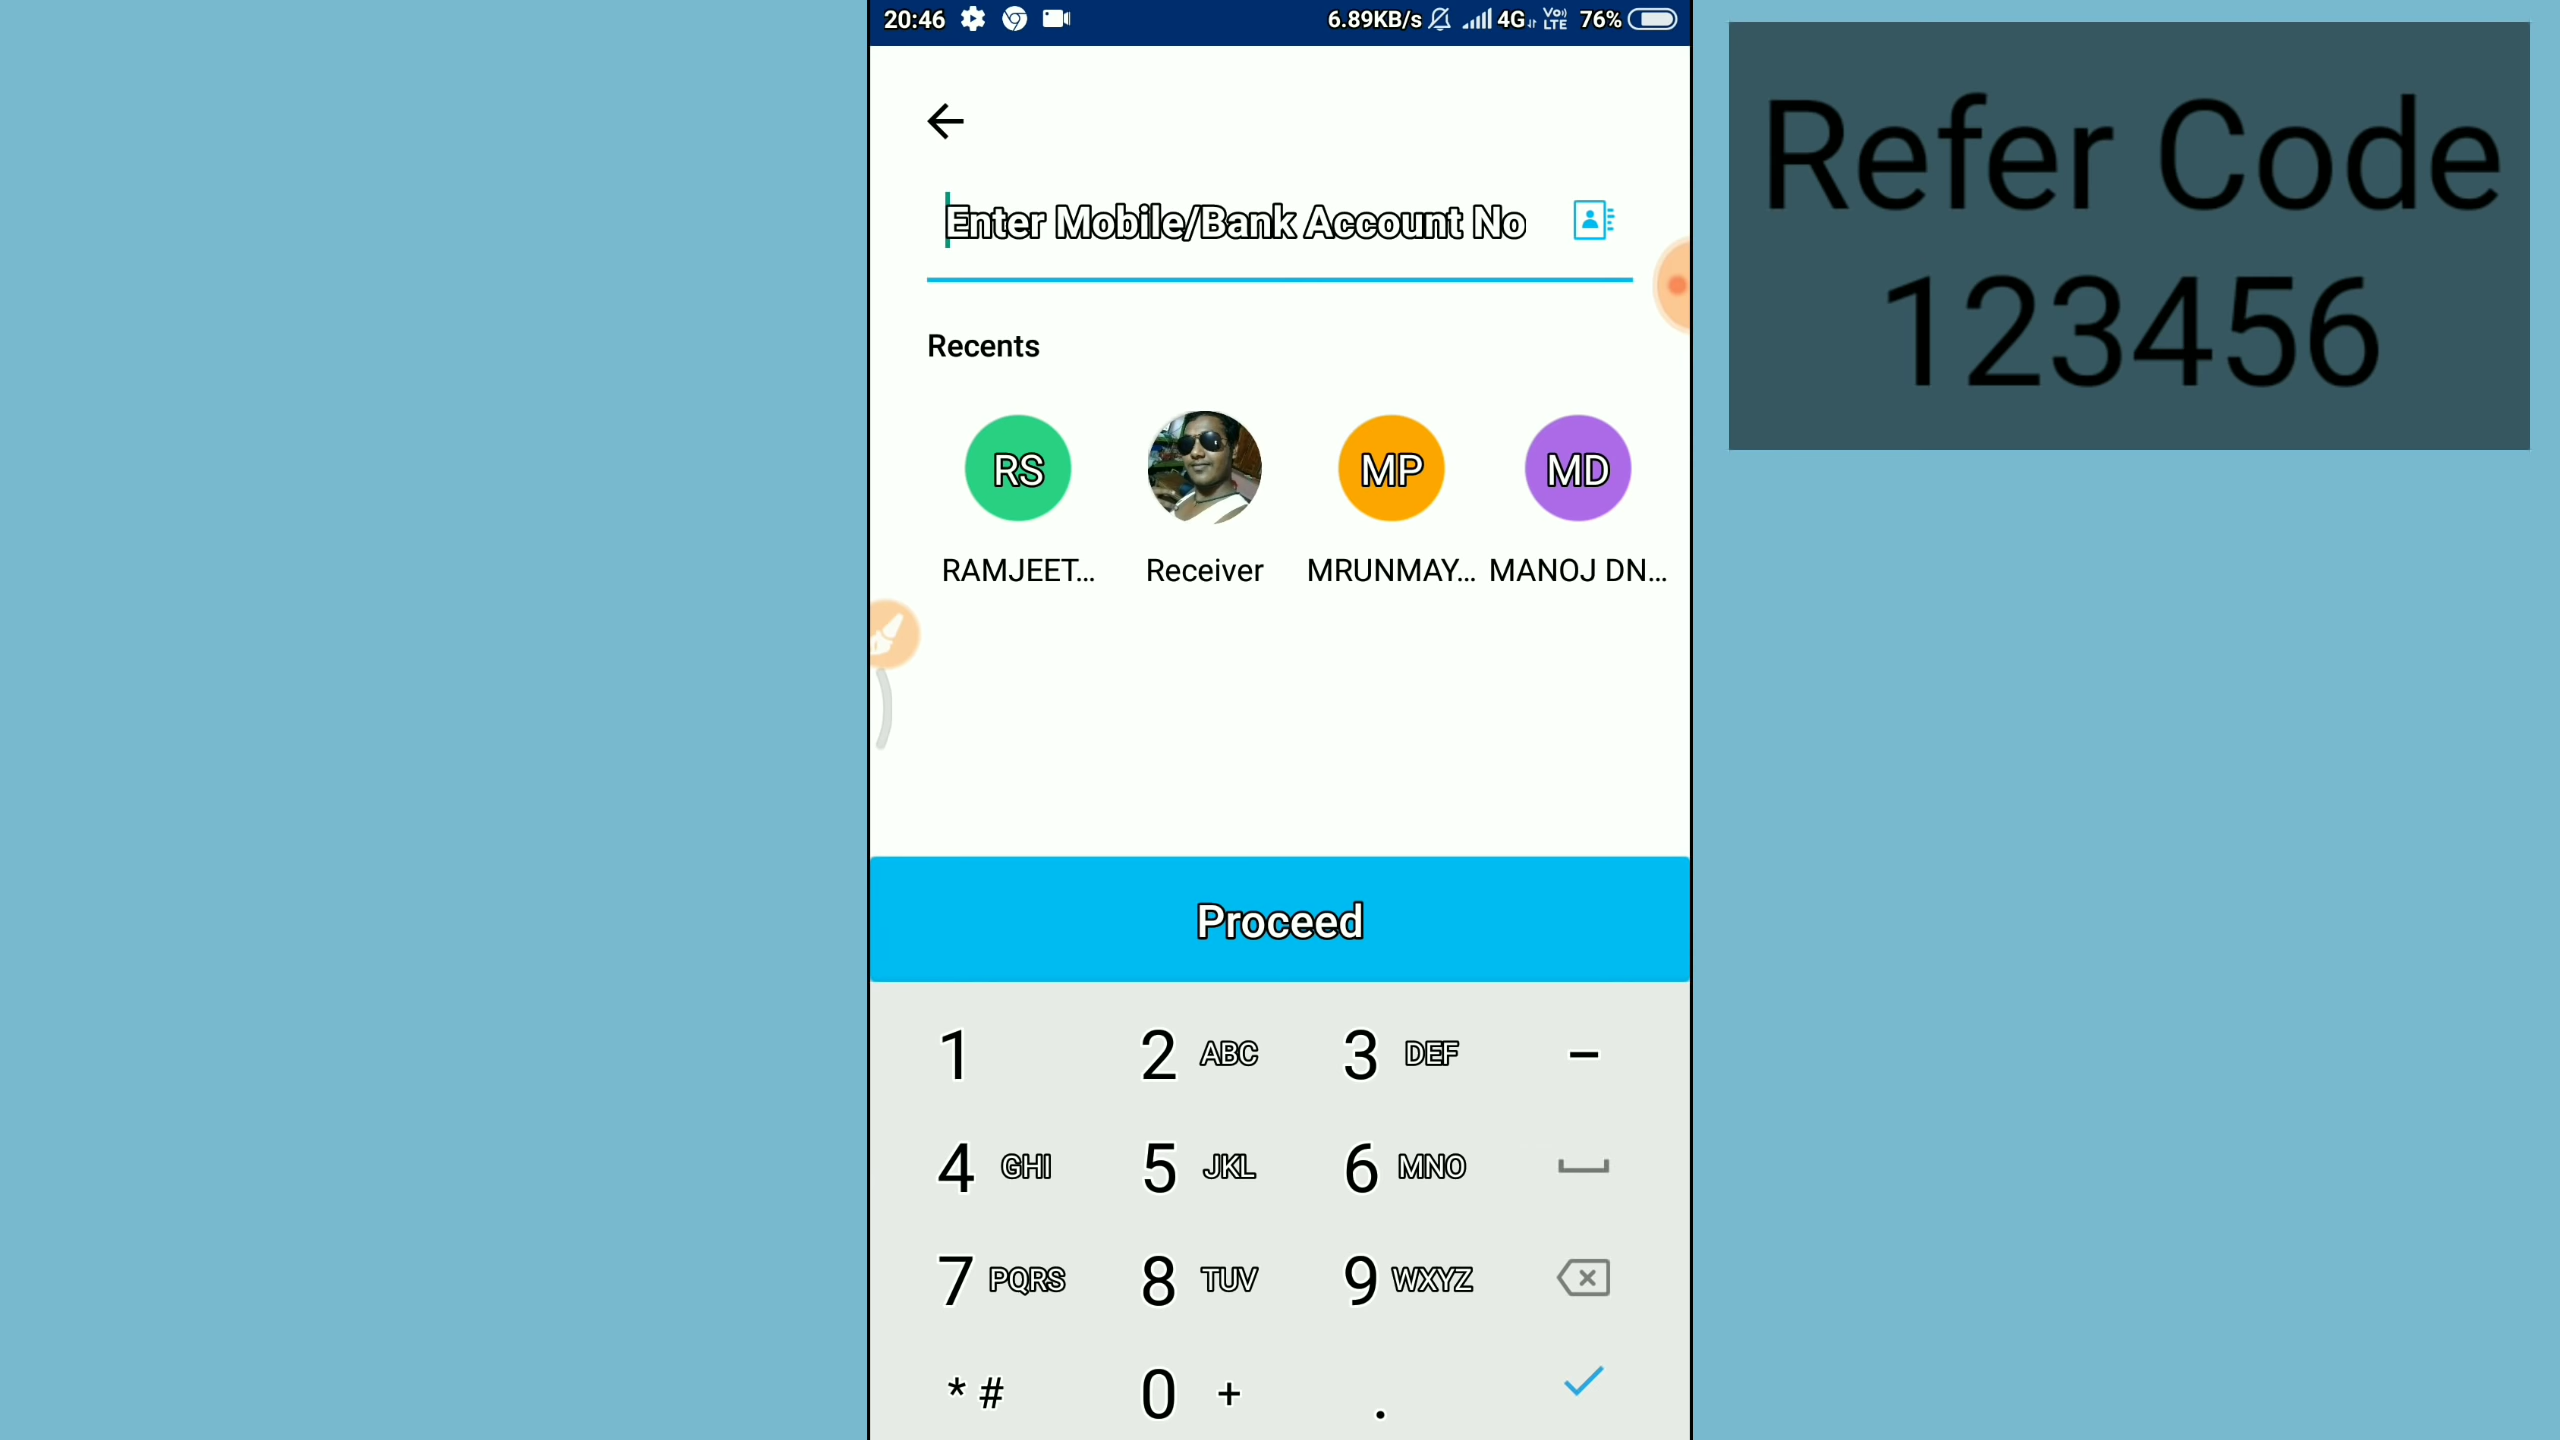 20:46 6.89KB/s 4G Vo) LTE 76%
Refer Code
123456
Enter Mobile/Bank Account No
Recents
RS MP MD
RAMJEET... Receiver MRUNMAY... MANOJ DN...
Proceed
1 2 ABC 3 DEF -
4 GHI 5 JKL 6 MNO
7 PQRS 8 TUV 9 WXYZ
* # 0 + .